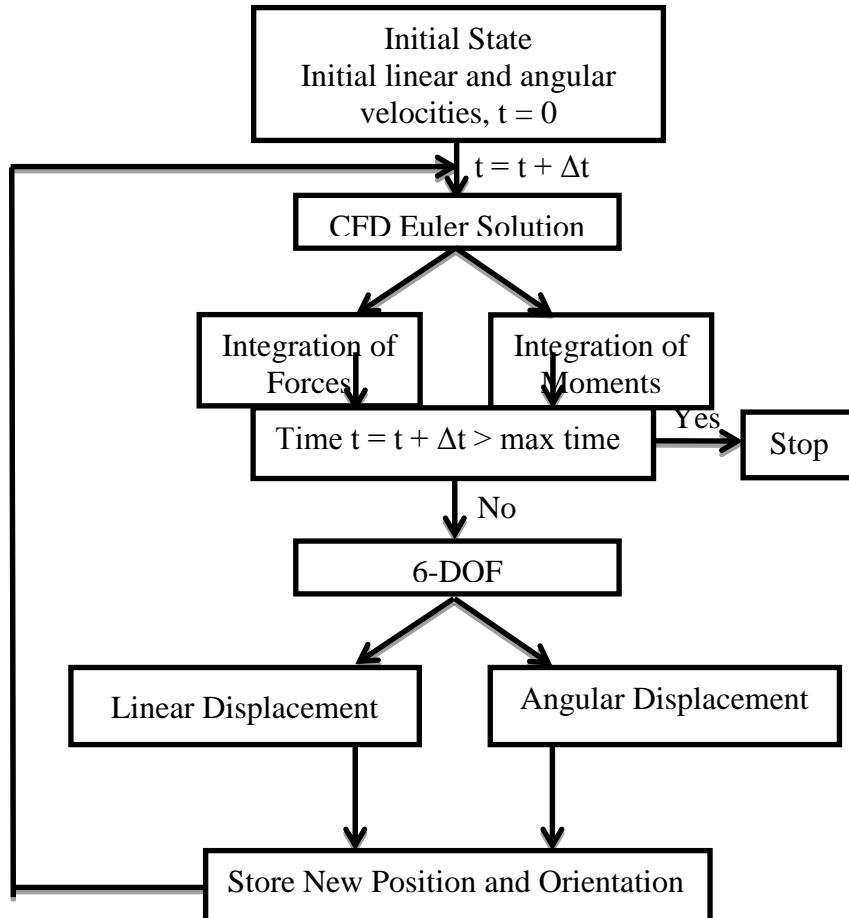 Initial State
Initial linear and angular
velocities, t = 0
t = t + Δt
CFD Euler Solution
Integration of
Forces
Integration of
Moments
Time t = t + Δt > max time
Yes
Stop
No
6-DOF
Linear Displacement
Angular Displacement
Store New Position and Orientation